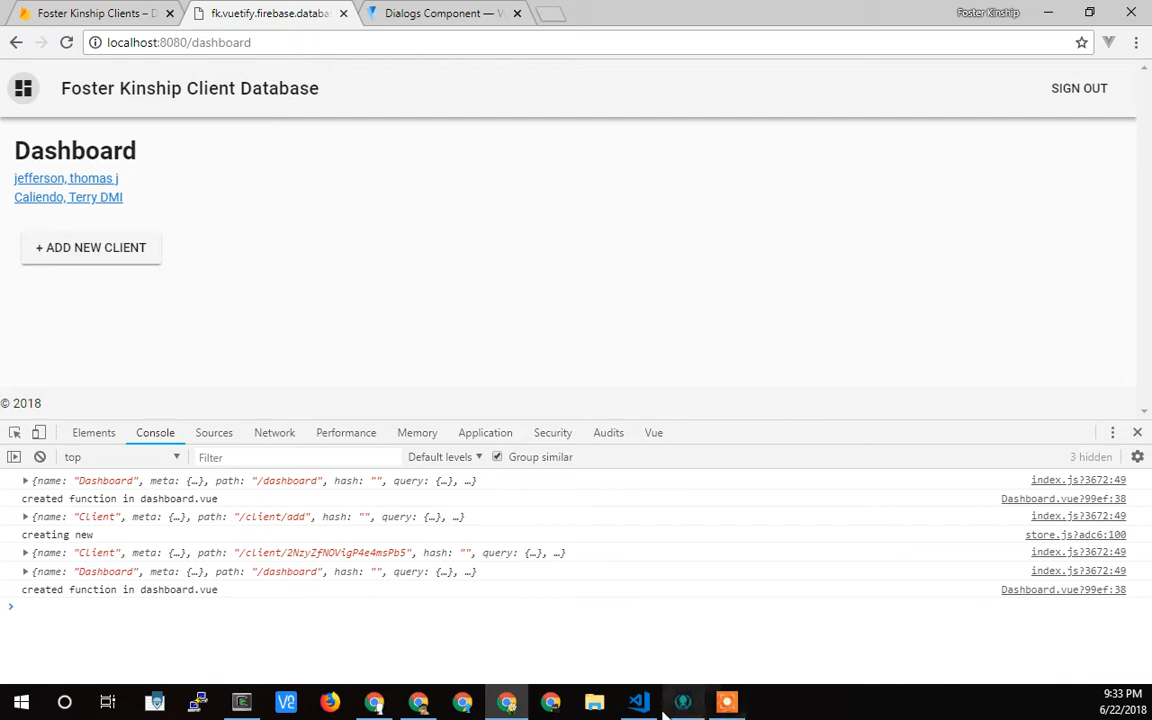 Foster Kinship Clients – D
fk.vuetify.firebase.databa
Dialogs Component — V
Foster Kinship
localhost:8080/dashboard
Foster Kinship Client Database
SIGN OUT
Dashboard
jefferson, thomas j
Caliendo, Terry DMI
+ ADD NEW CLIENT
© 2018
Elements Console Sources Network Performance Memory Application Security Audits Vue
top Filter Default levels Group similar 3 hidden
{name: "Dashboard", meta: {…}, path: "/dashboard", hash: "", query: {…}, …} index.js?3672:49
created function in dashboard.vue Dashboard.vue?99ef:38
{name: "Client", meta: {…}, path: "/client/add", hash: "", query: {…}, …} index.js?3672:49
creating new store.js?adc6:100
{name: "Client", meta: {…}, path: "/client/2NzyZfNOVigP4e4msPb5", hash: "", query: {…}, …} index.js?3672:49
{name: "Dashboard", meta: {…}, path: "/dashboard", hash: "", query: {…}, …} index.js?3672:49
created function in dashboard.vue Dashboard.vue?99ef:38
9:33 PM
6/22/2018